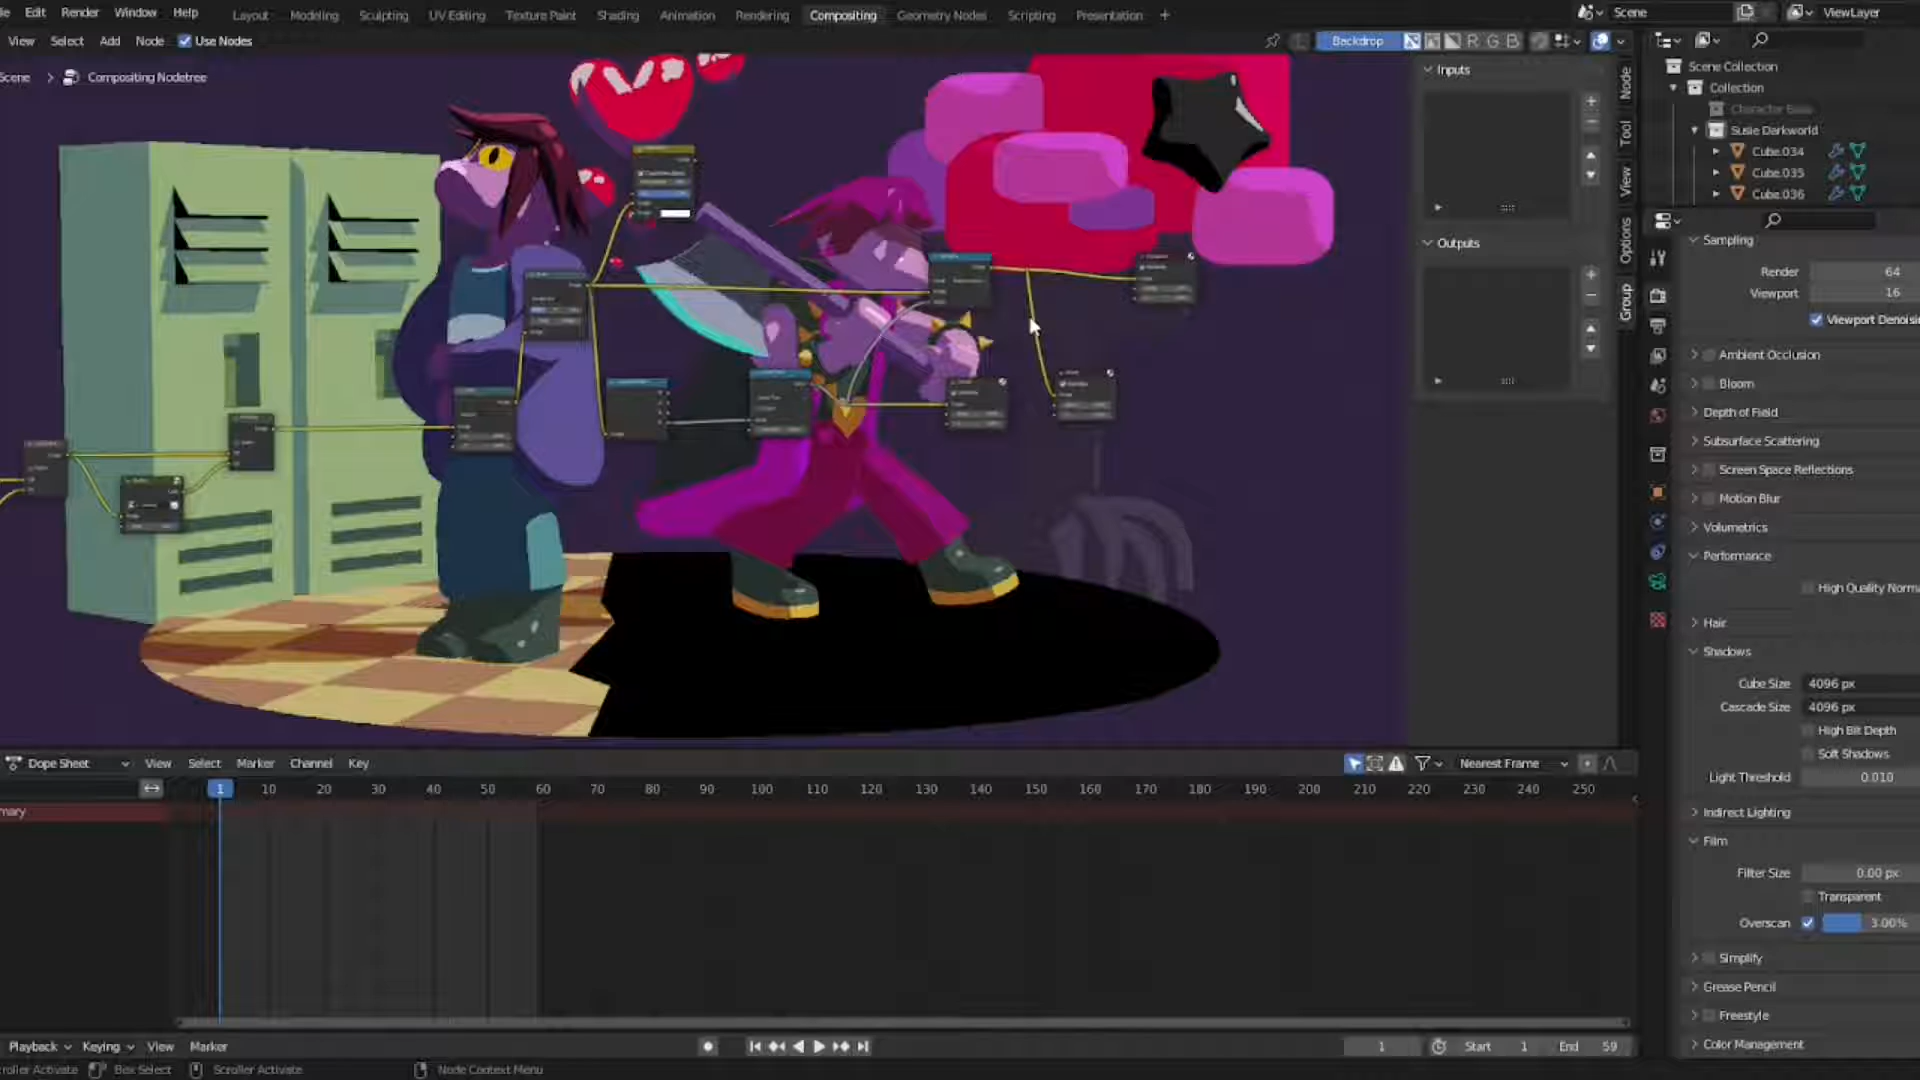 Edit Render Window Help Layout Modeling Sculpting UV Editing Texture Paint Shading Animation Rendering Compositing Geometry Nodes Scripting Presentation + Scene ViewLayer
View Select Add Node Use Nodes Backdrop R G B
Scene > Compositing Nodetree
Inputs
Outputs
Node
Tool
View
Options
Group
Scene Collection
Collection
Character Base
Susie Darkworld
Cube.034
Cube.035
Cube.036
Sampling
Render 64
Viewport 16
Viewport Denoisi
Ambient Occlusion
Bloom
Depth of Field
Subsurface Scattering
Screen Space Reflections
Motion Blur
Volumetrics
Performance
High Quality Norma
Hair
Shadows
Cube Size 4096 px
Cascade Size 4096 px
High Bit Depth
Soft Shadows
Light Threshold 0.010
Indirect Lighting
Film
Filter Size 0.00 px
Transparent
Overscan 3.00%
Simplify
Grease Pencil
Freestyle
Color Management
Dope Sheet View Select Marker Channel Key Nearest Frame
1 10 20 30 40 50 60 70 80 90 100 110 120 130 140 150 160 170 180 190 200 210 220 230 240 250
mary
Playback Keying View Marker 1 Start 1 End 59
roller Activate Box Select Scroller Activate Node Context Menu